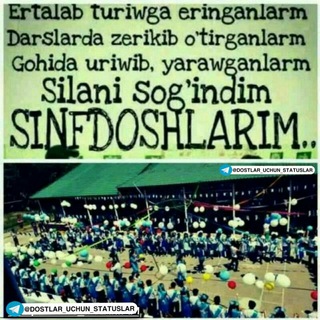 Ertalab turiwga eringanlarm
Darslarda zerikib o'tirganlarm
Gohida uriwib, yarawganlarm
Silani sog'indim
SINFDOSHLARIM..
@DOSTLAR_UCHUN_STATUSLAR
@DOSTLAR_UCHUN_STATUSLAR